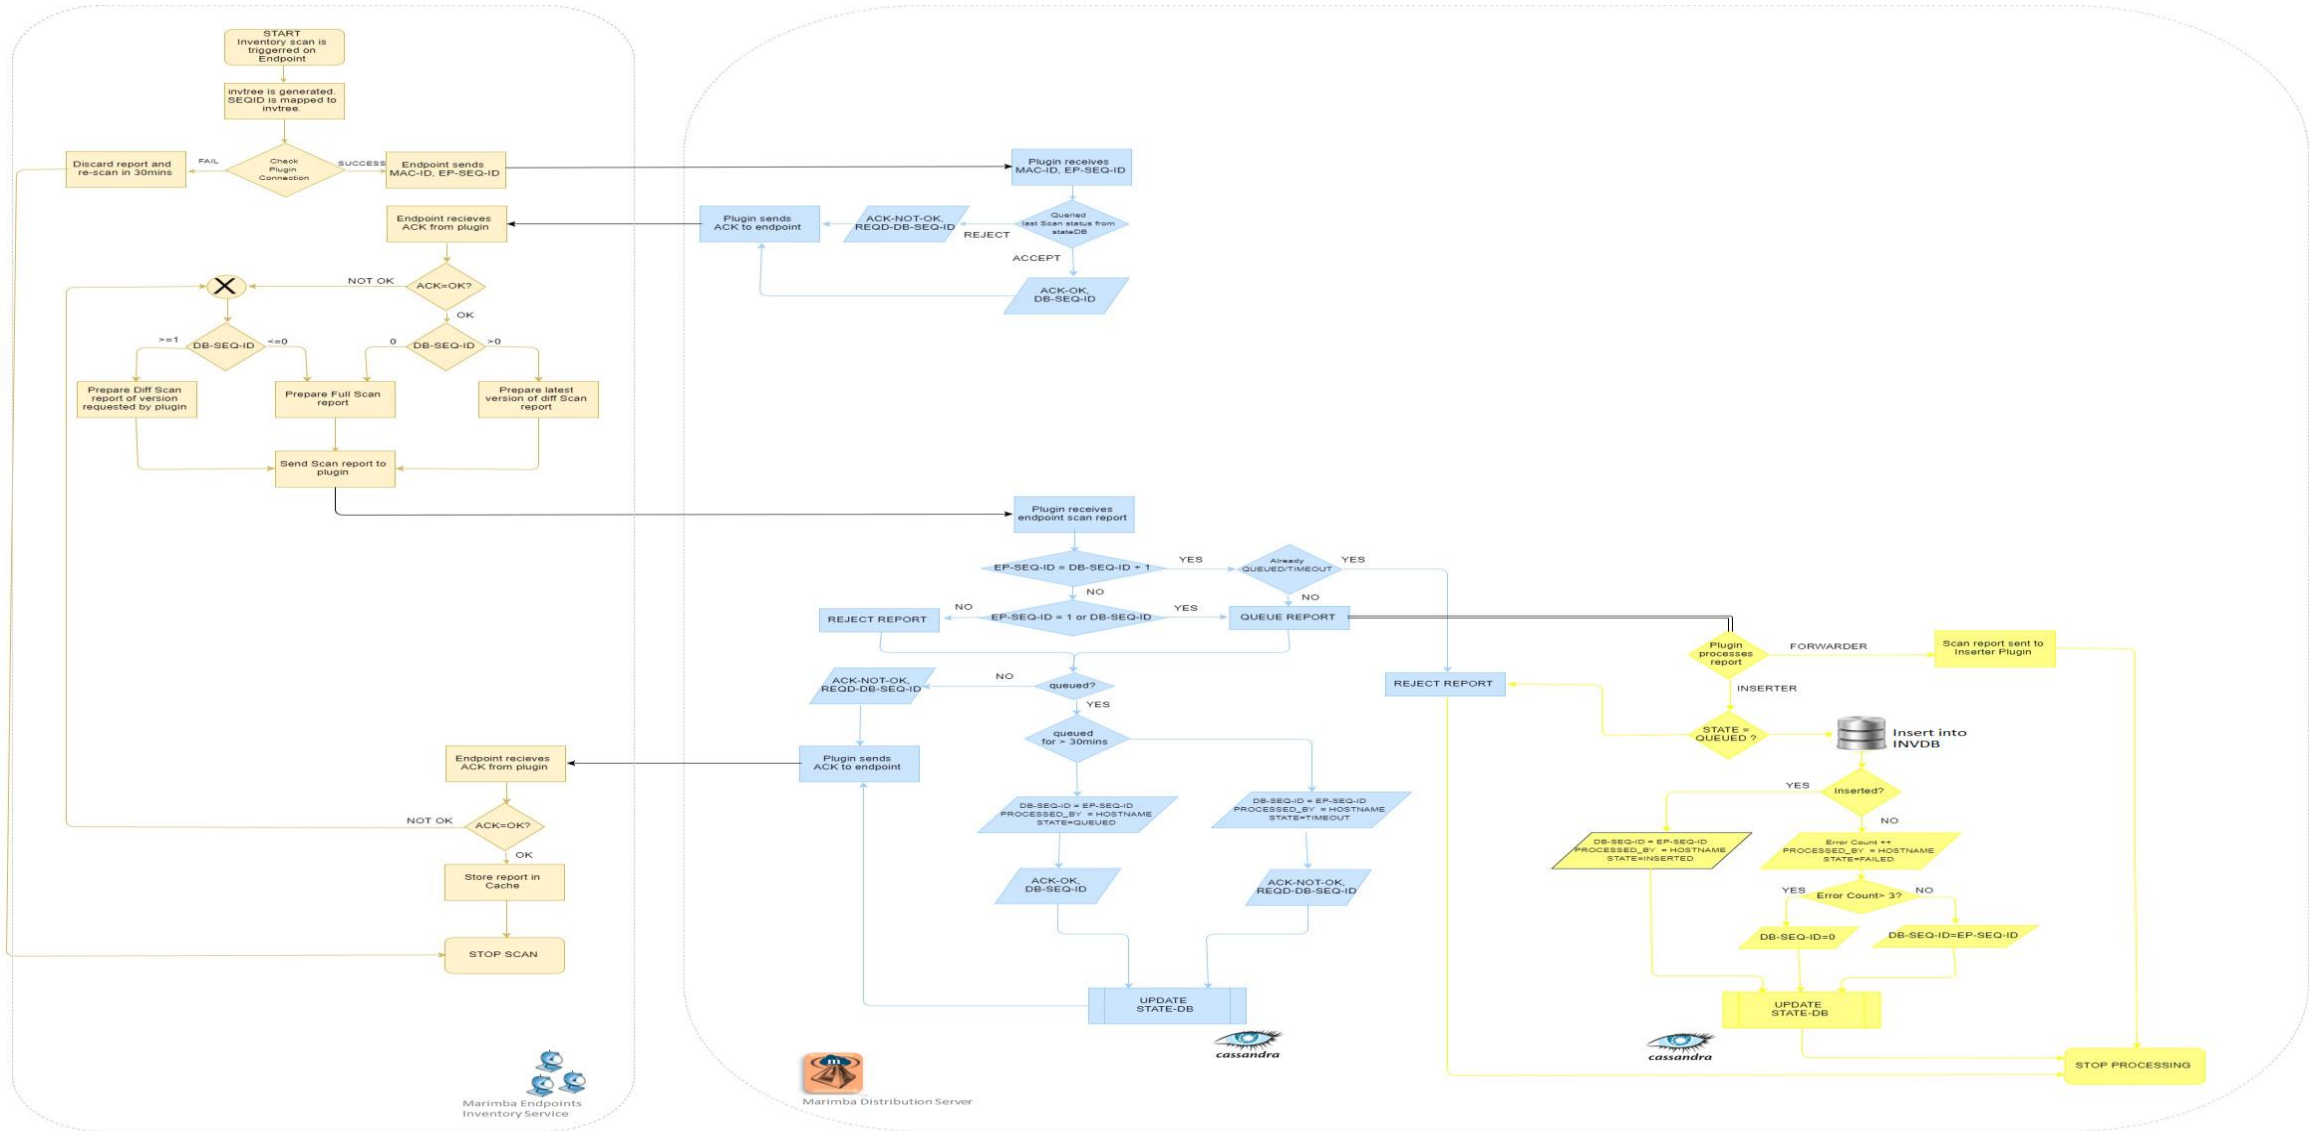 START
Inventory scan is
triggerred on
Endpoint
invtree is generated.
SEQID is mapped to
invtree.
Discard report and
re-scan in 30mins
FAIL
Check
Plugin
Connection
SUCCESS
Endpoint sends
MAC-ID, EP-SEQ-ID
Plugin receives
MAC-ID, EP-SEQ-ID
Endpoint recieves
ACK from plugin
Plugin sends
ACK to endpoint
ACK-NOT-OK,
REQD-DB-SEQ-ID
REJECT
Queried
last Scan status from
stateDB
ACCEPT
ACK-OK,
DB-SEQ-ID
X
NOT OK
ACK=OK?
OK
>=1
DB-SEQ-ID
<=0
0
DB-SEQ-ID
>0
Prepare Diff Scan
report of version
requested by plugin
Prepare Full Scan
report
Prepare latest
version of diff Scan
report
Send Scan report to
plugin
Plugin receives
endpoint scan report
EP-SEQ-ID = DB-SEQ-ID + 1
YES
Already
QUEUED/TIMEOUT
YES
NO
NO
REJECT REPORT
NO
EP-SEQ-ID = 1 or DB-SEQ-ID
YES
QUEUE REPORT
Plugin
processes
report
FORWARDER
Scan report sent to
Inserter Plugin
INSERTER
ACK-NOT-OK,
REQD-DB-SEQ-ID
NO
queued?
YES
REJECT REPORT
STATE =
QUEUED ?
Insert into
INVDB
queued
for > 30mins
Endpoint recieves
ACK from plugin
Plugin sends
ACK to endpoint
DB-SEQ-ID = EP-SEQ-ID
PROCESSED_BY = HOSTNAME
STATE=QUEUED
DB-SEQ-ID = EP-SEQ-ID
PROCESSED_BY = HOSTNAME
STATE=TIMEOUT
YES
Inserted?
NO
NOT OK
ACK=OK?
OK
DB-SEQ-ID = EP-SEQ-ID
PROCESSED_BY = HOSTNAME
STATE=INSERTED
Error Count ++
PROCESSED_BY = HOSTNAME
STATE=FAILED
Store report in
Cache
ACK-OK,
DB-SEQ-ID
ACK-NOT-OK,
REQD-DB-SEQ-ID
YES
Error Count> 3?
NO
DB-SEQ-ID=0
DB-SEQ-ID=EP-SEQ-ID
STOP SCAN
UPDATE
STATE-DB
UPDATE
STATE-DB
cassandra
cassandra
STOP PROCESSING
m
Marimba Endpoints
Inventory Service
Marimba Distribution Server